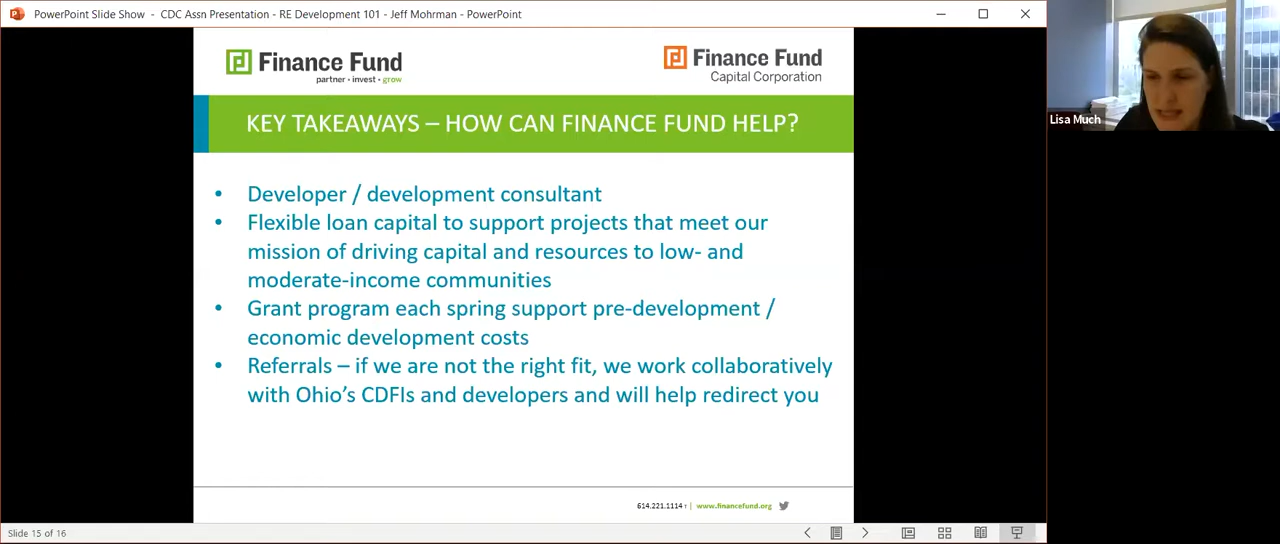 PowerPoint Slide Show - CDC Assn Presentation - RE Development 101 - Jeff Mohrman - PowerPoint
Finance Fund
partner • invest • grow
Finance Fund
Capital Corporation
KEY TAKEAWAYS – HOW CAN FINANCE FUND HELP?
• Developer / development consultant
• Flexible loan capital to support projects that meet our
mission of driving capital and resources to low- and
moderate-income communities
• Grant program each spring support pre-development /
economic development costs
• Referrals – if we are not the right fit, we work collaboratively
with Ohio's CDFIs and developers and will help redirect you
614.221.1114 T | www.financefund.org
Slide 15 of 16
Lisa Much